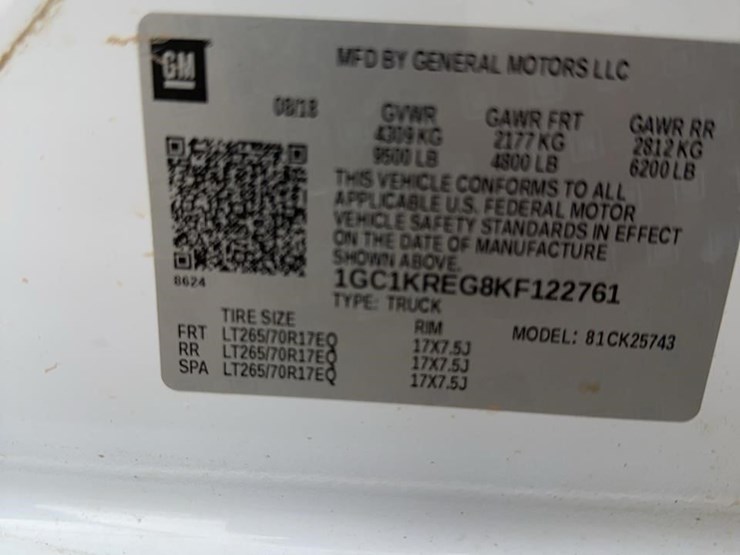 GM
MFD BY GENERAL MOTORS LLC
08/18 GVWR GAWR FRT GAWR RR
4309 KG 2177 KG 2812 KG
9500 LB 4800 LB 6200 LB
THIS VEHICLE CONFORMS TO ALL
APPLICABLE U.S. FEDERAL MOTOR
VEHICLE SAFETY STANDARDS IN EFFECT
ON THE DATE OF MANUFACTURE
SHOWN ABOVE.
8624
1GC1KREG8KF122761
TYPE: TRUCK
TIRE SIZE RIM MODEL: 81CK25743
FRT LT265/70R17EQ 17X7.5J
RR LT265/70R17EQ 17X7.5J
SPA LT265/70R17EQ 17X7.5J